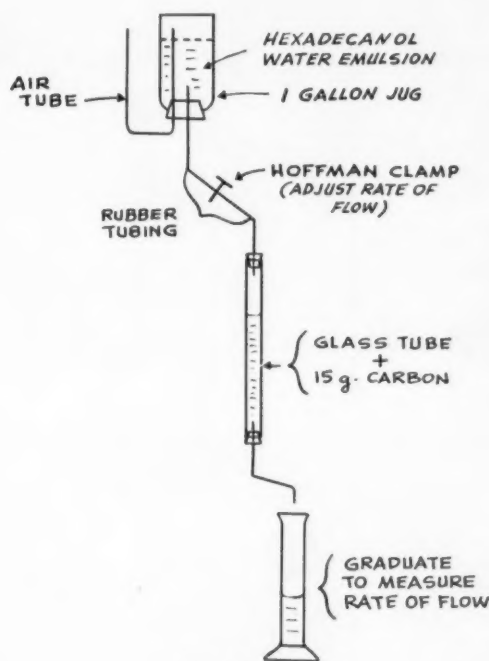 HEXADECANOL
WATER EMULSION
AIR
TUBE
1 GALLON JUG
HOFFMAN CLAMP
(ADJUST RATE OF
FLOW)
RUBBER
TUBING
GLASS TUBE
+
15 g. CARBON
GRADUATE
TO MEASURE
RATE OF FLOW